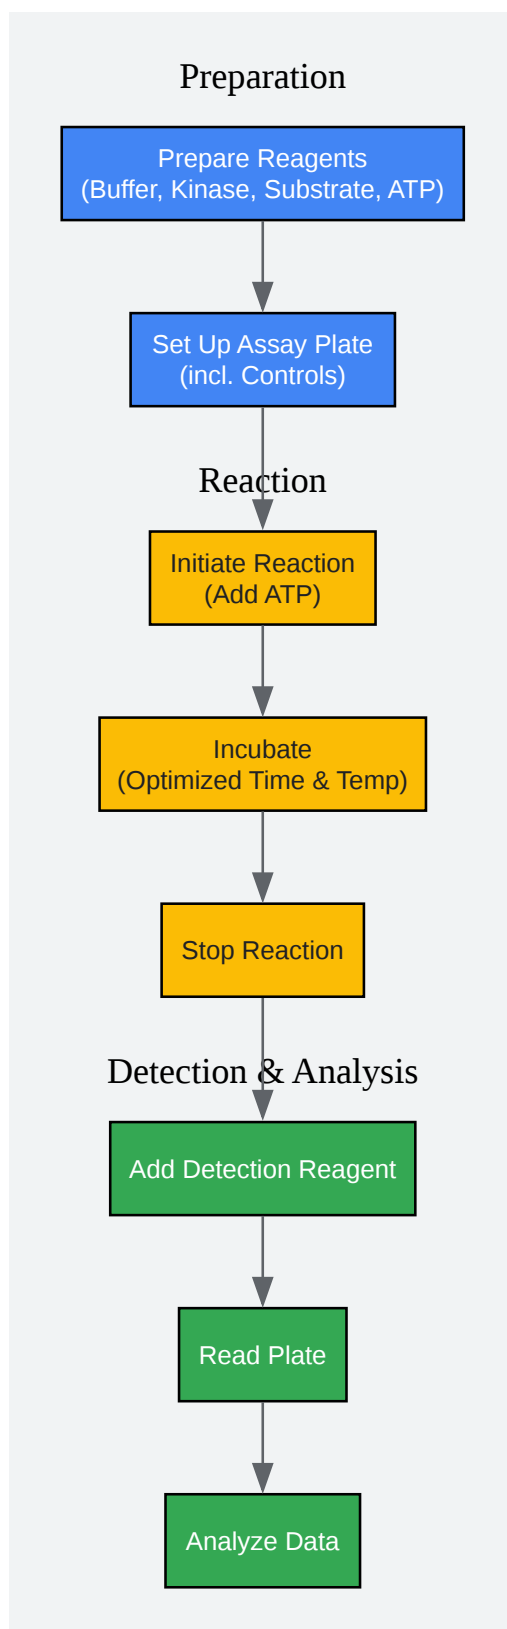 Preparation
Prepare Reagents
(Buffer, Kinase, Substrate, ATP)
Set Up Assay Plate
(incl. Controls)
Reaction
Initiate Reaction
(Add ATP)
Incubate
(Optimized Time & Temp)
Stop Reaction
Detection & Analysis
Add Detection Reagent
Read Plate
Analyze Data